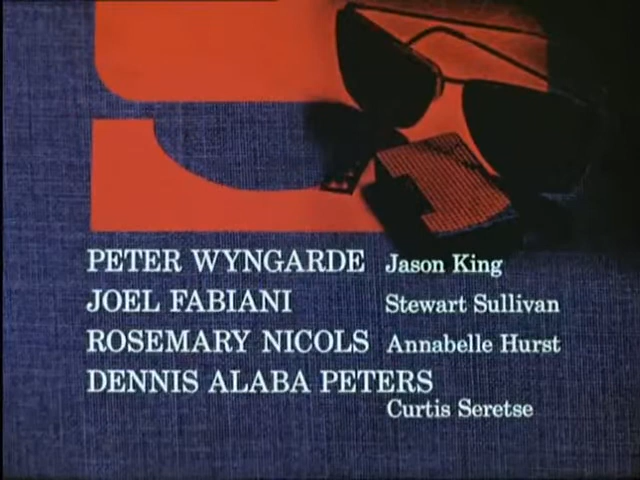 PETER WYNGARDE Jason King
JOEL FABIANI Stewart Sullivan
ROSEMARY NICOLS Annabelle Hurst
DENNIS ALABA PETERS
Curtis Seretse